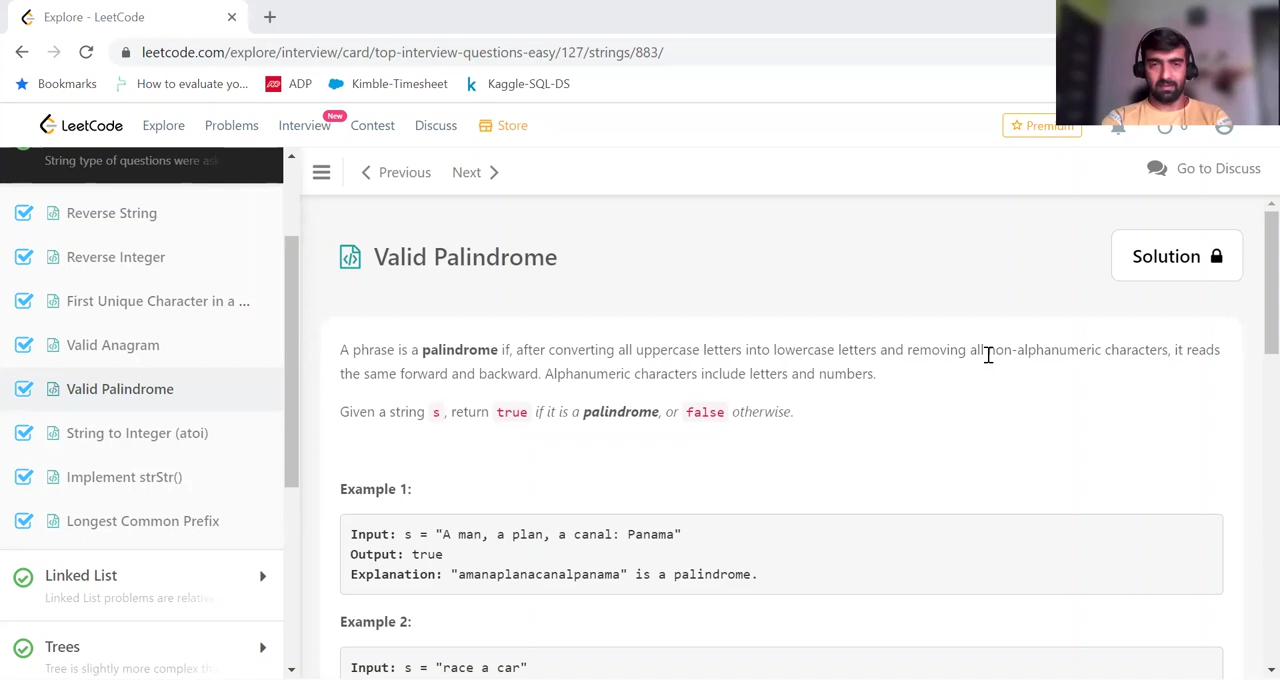 Explore - LeetCode
leetcode.com/explore/interview/card/top-interview-questions-easy/127/strings/883/
Bookmarks How to evaluate yo... ADP Kimble-Timesheet Kaggle-SQL-DS
New
LeetCode Explore Problems Interview Contest Discuss Store Premium 0
String type of questions were ask
Previous Next Go to Discuss
Reverse String
Reverse Integer
First Unique Character in a ...
Valid Anagram
Valid Palindrome
String to Integer (atoi)
Implement strStr()
Longest Common Prefix
Linked List
Linked List problems are relative
Trees
Tree is slightly more complex tha
Valid Palindrome
Solution
A phrase is a palindrome if, after converting all uppercase letters into lowercase letters and removing all non-alphanumeric characters, it reads
the same forward and backward. Alphanumeric characters include letters and numbers.
Given a string s, return true if it is a palindrome, or false otherwise.
Example 1:
Input: s = "A man, a plan, a canal: Panama"
Output: true
Explanation: "amanaplanacanalpanama" is a palindrome.
Example 2:
Input: s = "race a car"